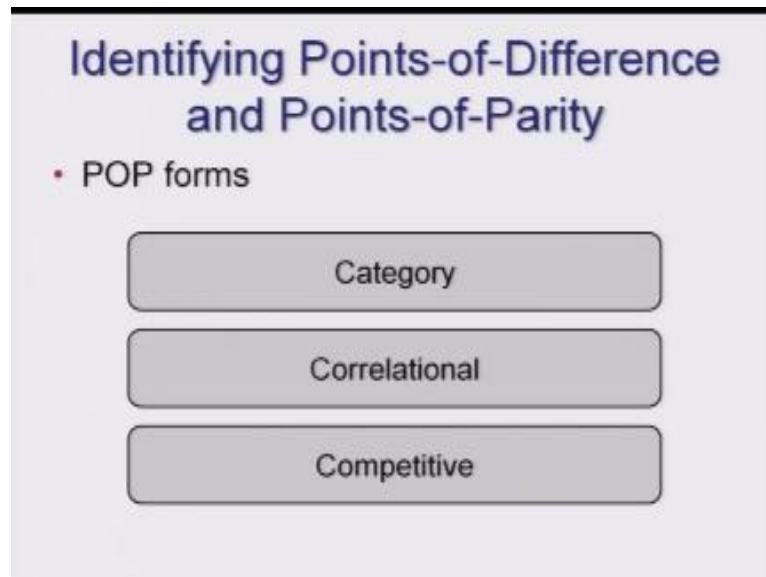 Identifying Points-of-Difference
and Points-of-Parity
• POP forms
Category
Correlational
Competitive